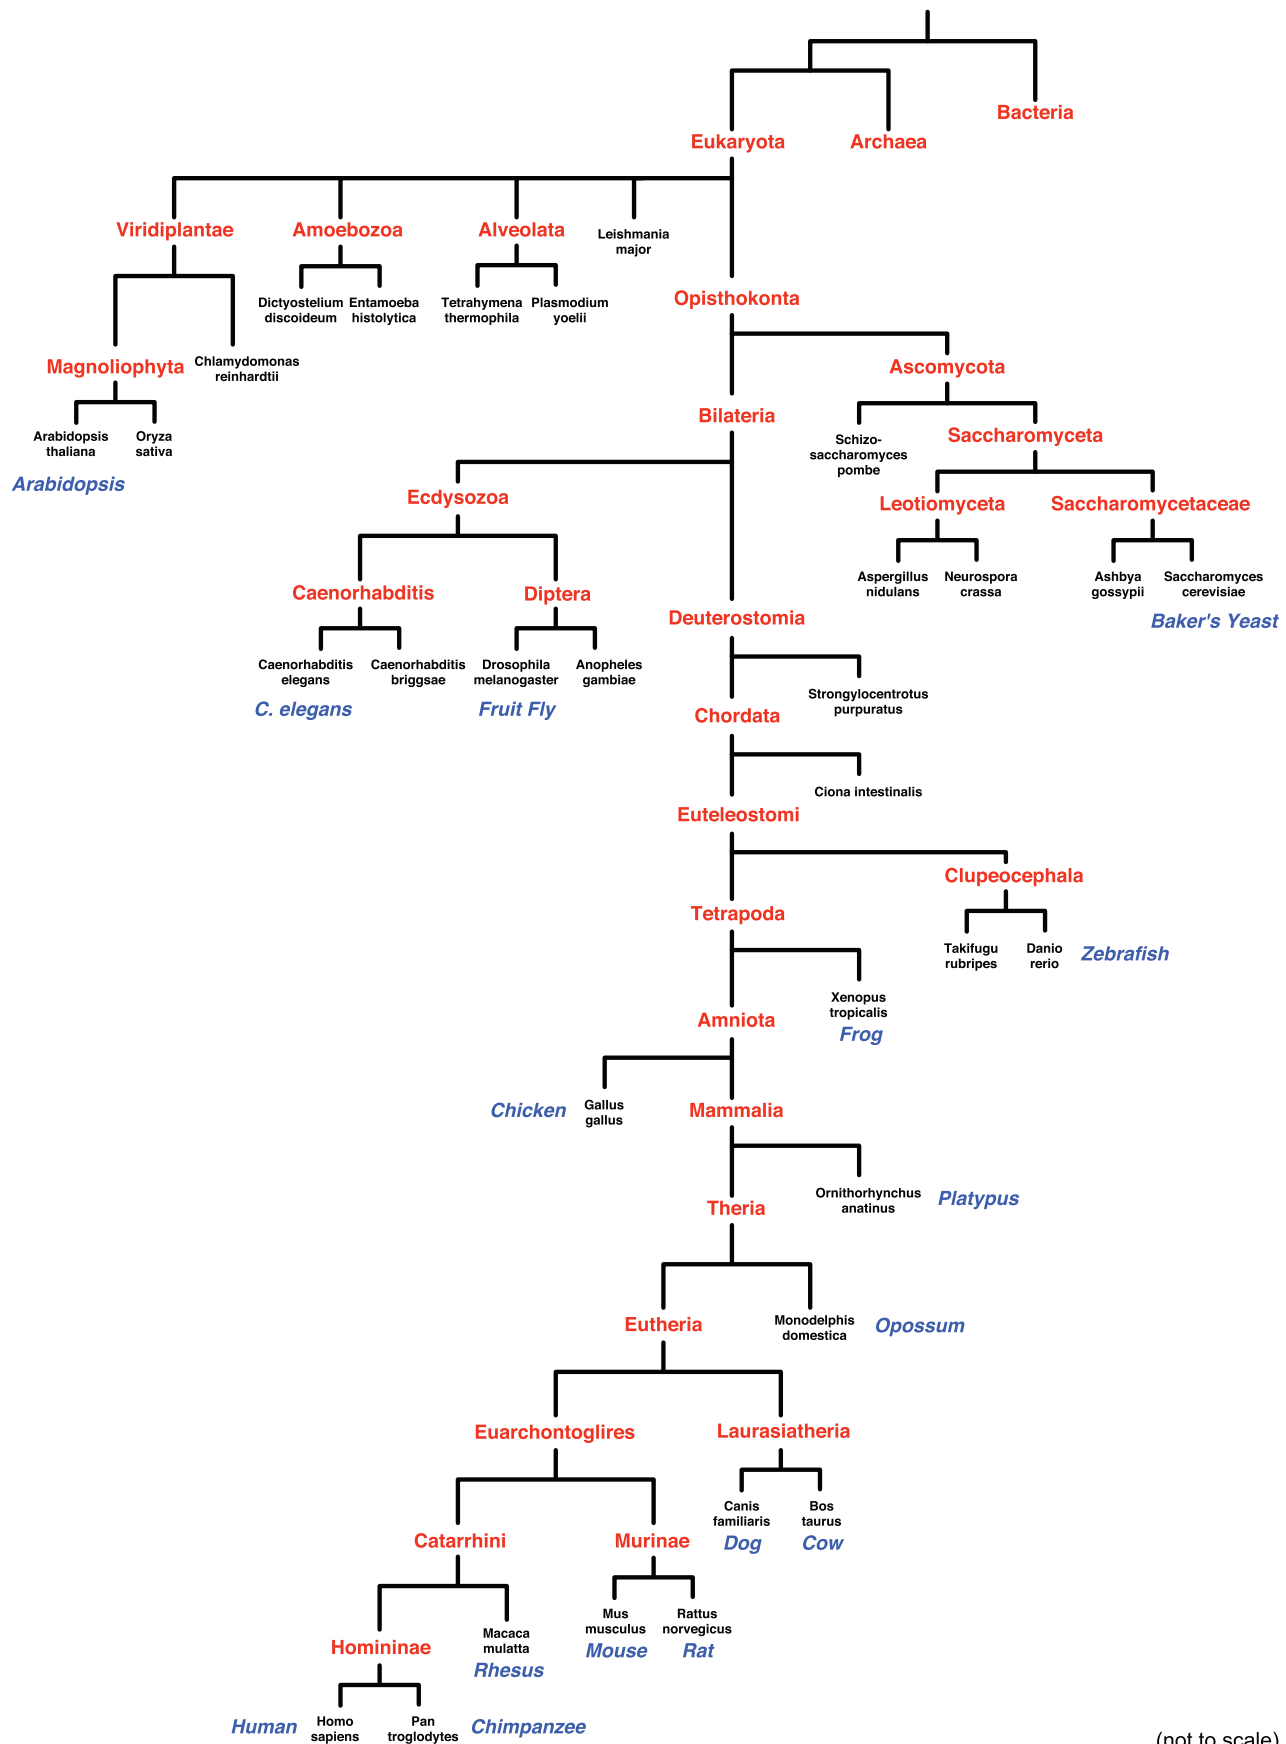 Bacteria
Eukaryota
Archaea
Viridiplantae
Amoebozoa
Alveolata
Leishmania
major
Dictyostelium
discoideum
Entamoeba
histolytica
Tetrahymena
thermophila
Plasmodium
yoelii
Opisthokonta
Magnoliophyta
Chlamydomonas
reinhardtii
Ascomycota
Arabidopsis
thaliana
Oryza
sativa
Arabidopsis
Bilateria
Schizo-
saccharomyces
pombe
Saccharomyceta
Ecdysozoa
Leotiomyceta
Saccharomycetaceae
Aspergillus
nidulans
Neurospora
crassa
Ashbya
gossypii
Saccharomyces
cerevisiae
Baker's Yeast
Caenorhabditis
Diptera
Deuterostomia
Caenorhabditis
elegans
Caenorhabditis
briggsae
Drosophila
melanogaster
Anopheles
gambiae
C. elegans
Fruit Fly
Strongylocentrotus
purpuratus
Chordata
Ciona intestinalis
Euteleostomi
Clupeocephala
Tetrapoda
Takifugu
rubripes
Danio
rerio
Zebrafish
Xenopus
tropicalis
Frog
Amniota
Chicken
Gallus
gallus
Mammalia
Ornithorhynchus
anatinus
Platypus
Theria
Eutheria
Monodelphis
domestica
Opossum
Euarchontoglires
Laurasiatheria
Canis
familiaris
Dog
Bos
taurus
Cow
Catarrhini
Murinae
Mus
musculus
Mouse
Rattus
norvegicus
Rat
Homininae
Macaca
mulatta
Rhesus
Human
Homo
sapiens
Pan
troglodytes
Chimpanzee
(not to scale)